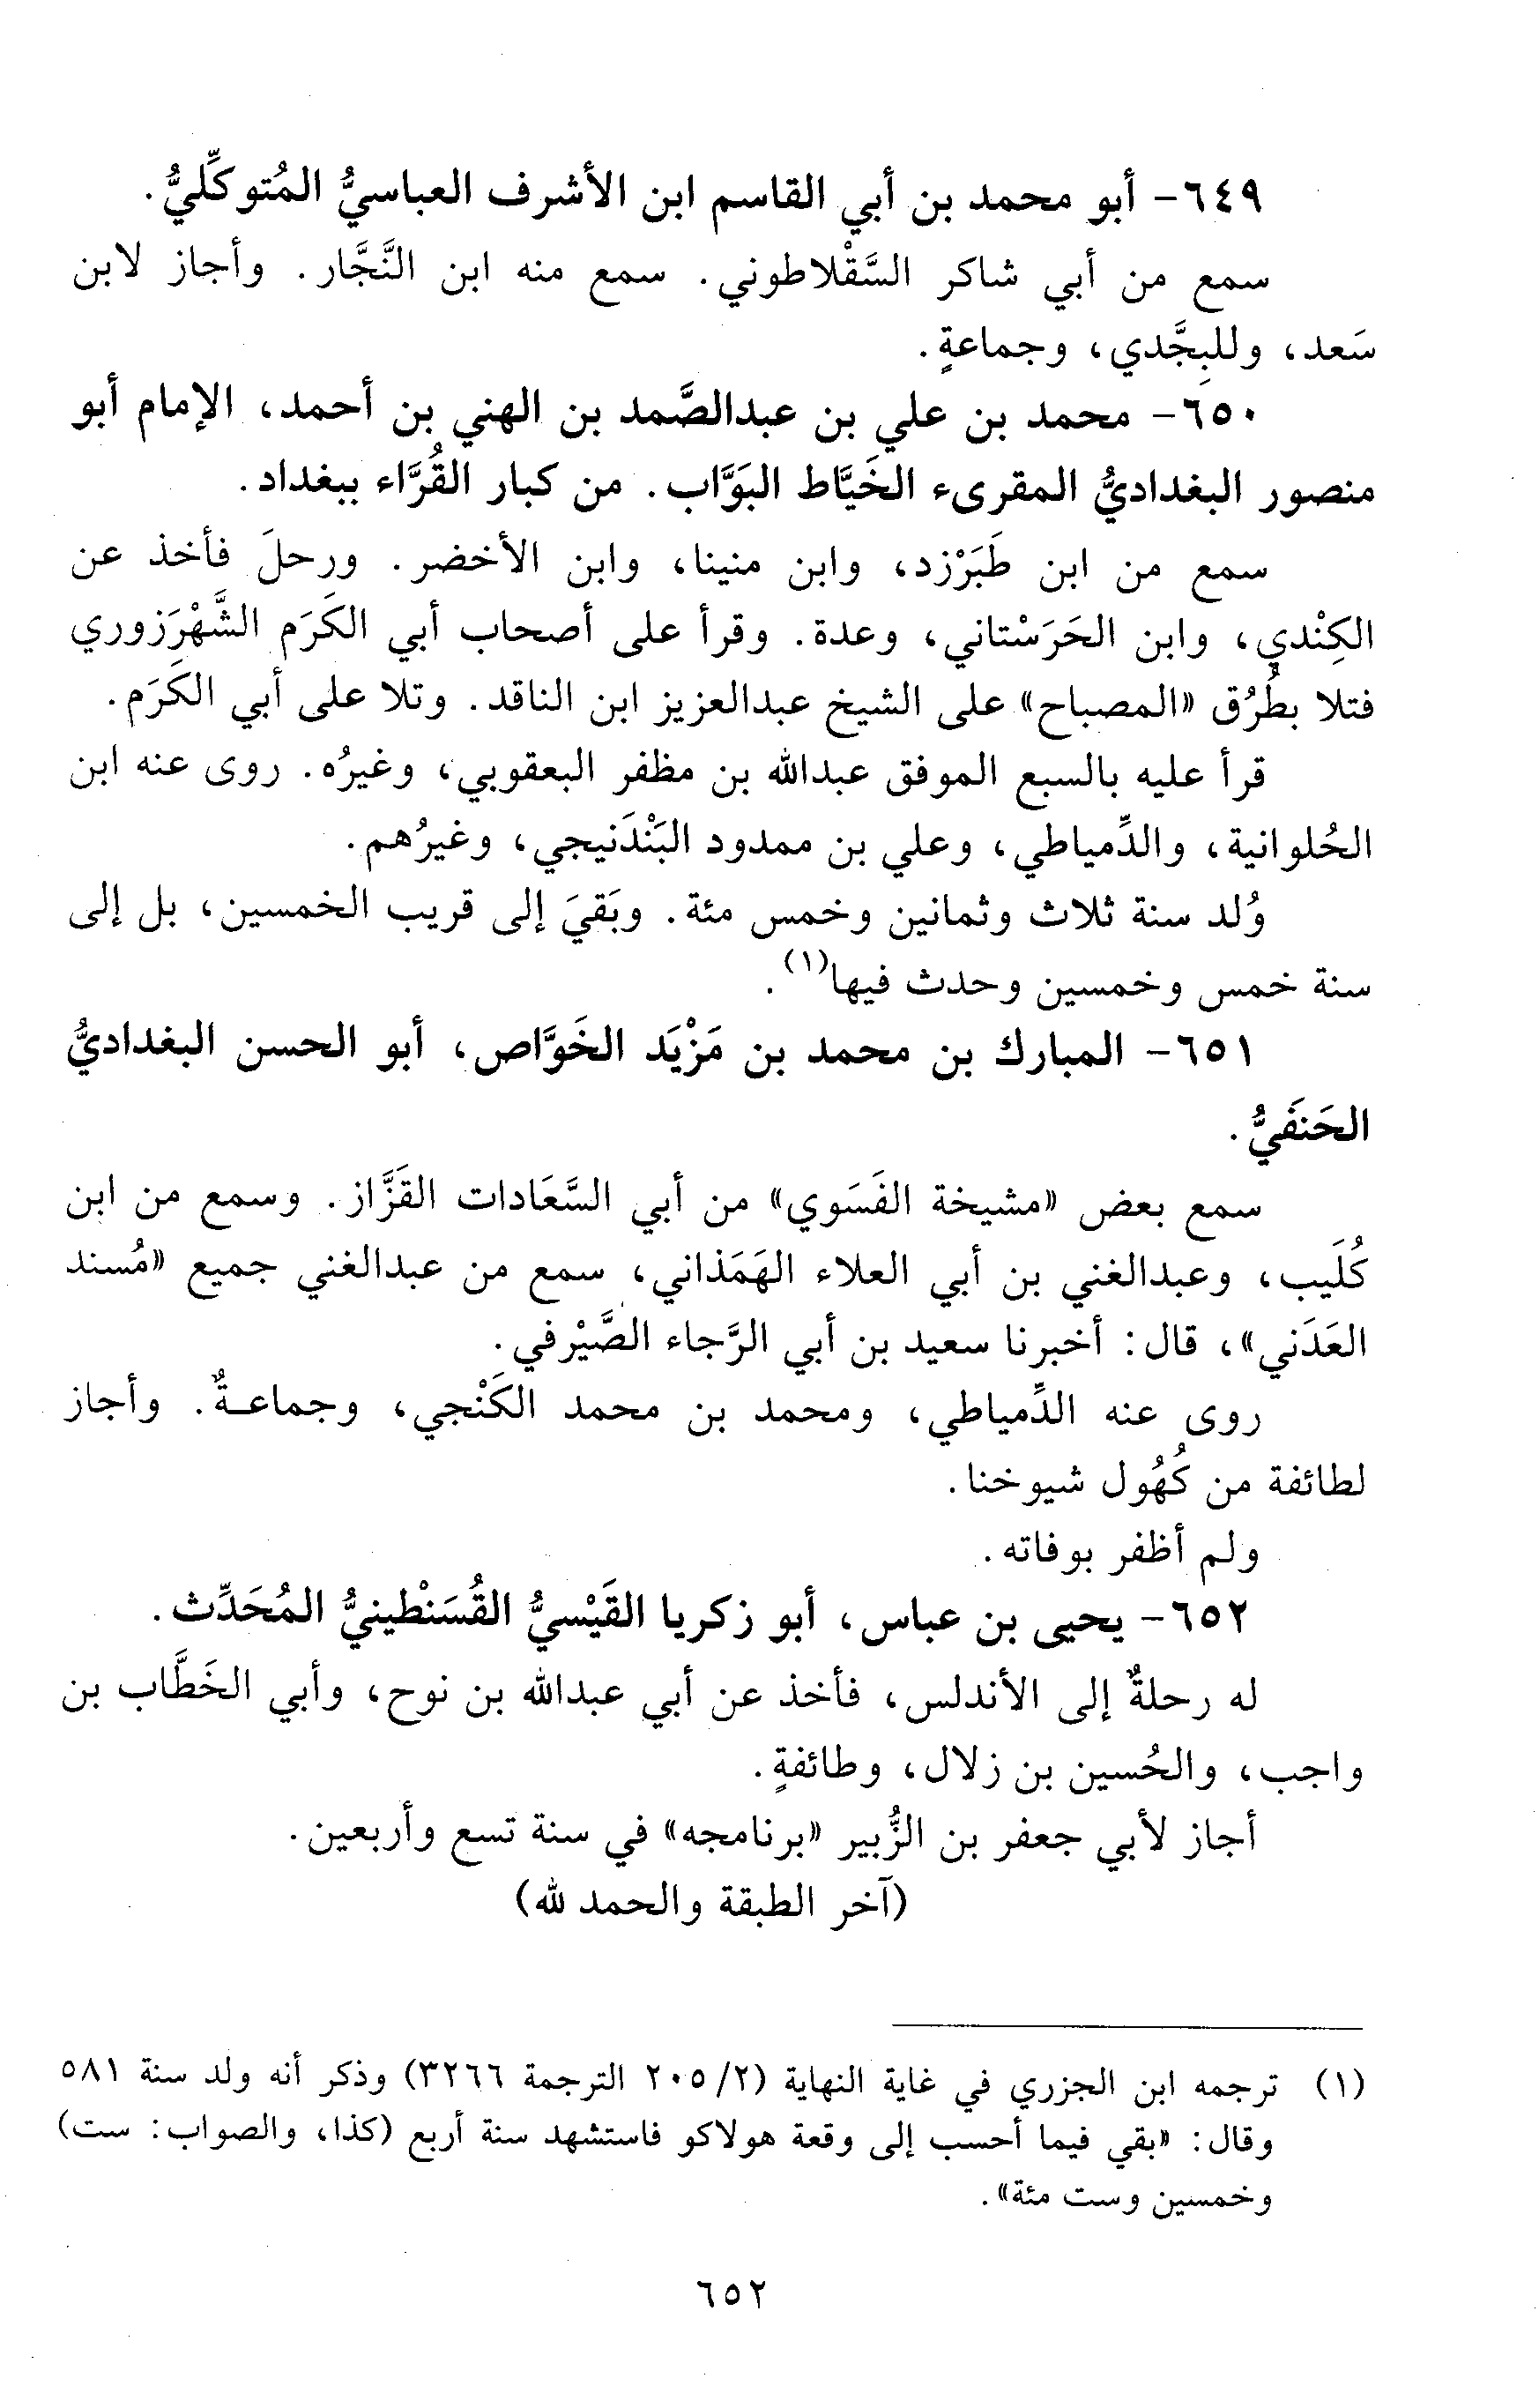 ٦٤٩- أبو محمد بن أبي القاسم ابن الأشرف العباسيُّ المُتوكِّليُّ.
سمع من أبي شاكر السَّقْلاطوني. سمع منه ابن النَّجَّار. وأجاز لابن
سَعد، وللبِجَّدي، وجماعةٍ.
٦٥٠- محمد بن علي بن عبدالصَّمد بن الهني بن أحمد، الإمام أبو
منصور البغداديُّ المقرىء الخَيَّاط البَوَّاب. من كبار القُرَّاء ببغداد.
سمع من ابن طَبَرْزد، وابن منينا، وابن الأخضر. ورحلَ فأخذ عن
الكِنْدي، وابن الحَرَسْتاني، وعدة. وقرأ على أصحاب أبي الكَرَم الشَّهْرَزوري
فتلا بطُرُق «المصباح» على الشيخ عبدالعزيز ابن الناقد. وتلا على أبي الكَرَم.
قرأ عليه بالسبع الموفق عبدالله بن مظفر البعقوبي، وغيرُه. روى عنه ابن
الحُلوانية، والدِّمياطي، وعلي بن ممدود البَنْدَنيجي، وغيرُهم.
وُلد سنة ثلاث وثمانين وخمس مئة. وبَقيَ إلى قريب الخمسين، بل إلى
سنة خمس وخمسين وحدث فيها(١).
٦٥١- المبارك بن محمد بن مَزْيَد الخَوَّاص، أبو الحسن البغداديُّ
الحَنَفيُّ.
سمع بعض «مشيخة الفَسَوي» من أبي السَّعَادات القَزَّاز. وسمع من ابن
كُلَيب، وعبدالغني بن أبي العلاء الهَمَذاني، سمع من عبدالغني جميع «مُسند
العَدَني»، قال: أخبرنا سعيد بن أبي الرَّجاء الصَّيْرفي.
روى عنه الدِّمياطي، ومحمد بن محمد الكَنْجي، وجماعـةٌ. وأجاز
لطائفة من كُهُول شيوخنا.
ولم أظفر بوفاته.
٦٥٢- يحيى بن عباس، أبو زكريا القَيْسيُّ القُسَنْطينيُّ المُحَدِّث.
له رحلةٌ إلى الأندلس، فأخذ عن أبي عبدالله بن نوح، وأبي الخَطَّاب بن
واجب، والحُسين بن زلال، وطائفةٍ.
أجاز لأبي جعفر بن الزُّبير «برنامجه» في سنة تسع وأربعين.
(آخر الطبقة والحمد لله)
(١) ترجمه ابن الجزري في غاية النهاية (٢/ ٢٠٥ الترجمة ٣٢٦٦) وذكر أنه ولد سنة ٥٨١
وقال: «بقي فيما أحسب إلى وقعة هولاكو فاستشهد سنة أربع (كذا، والصواب: ست)
وخمسين وست مئة».
٦٥٢